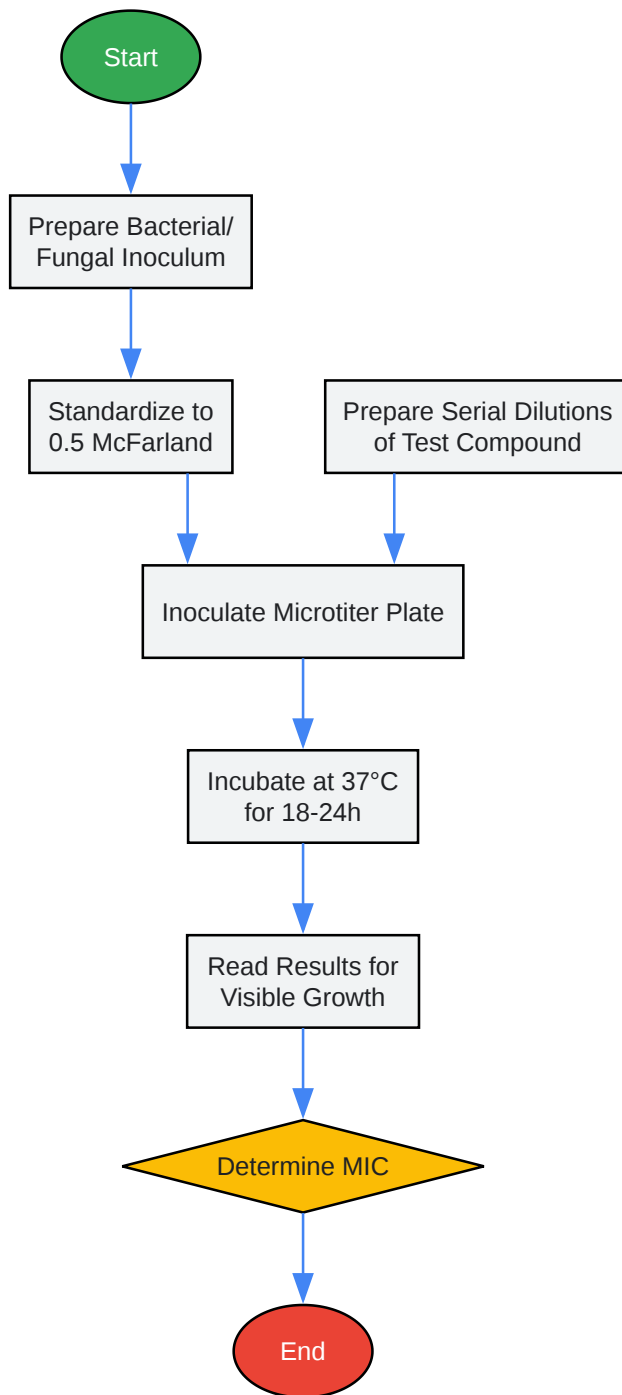 Start
Prepare Bacterial/
Fungal Inoculum
Standardize to
0.5 McFarland
Prepare Serial Dilutions
of Test Compound
Inoculate Microtiter Plate
Incubate at 37°C
for 18-24h
Read Results for
Visible Growth
Determine MIC
End